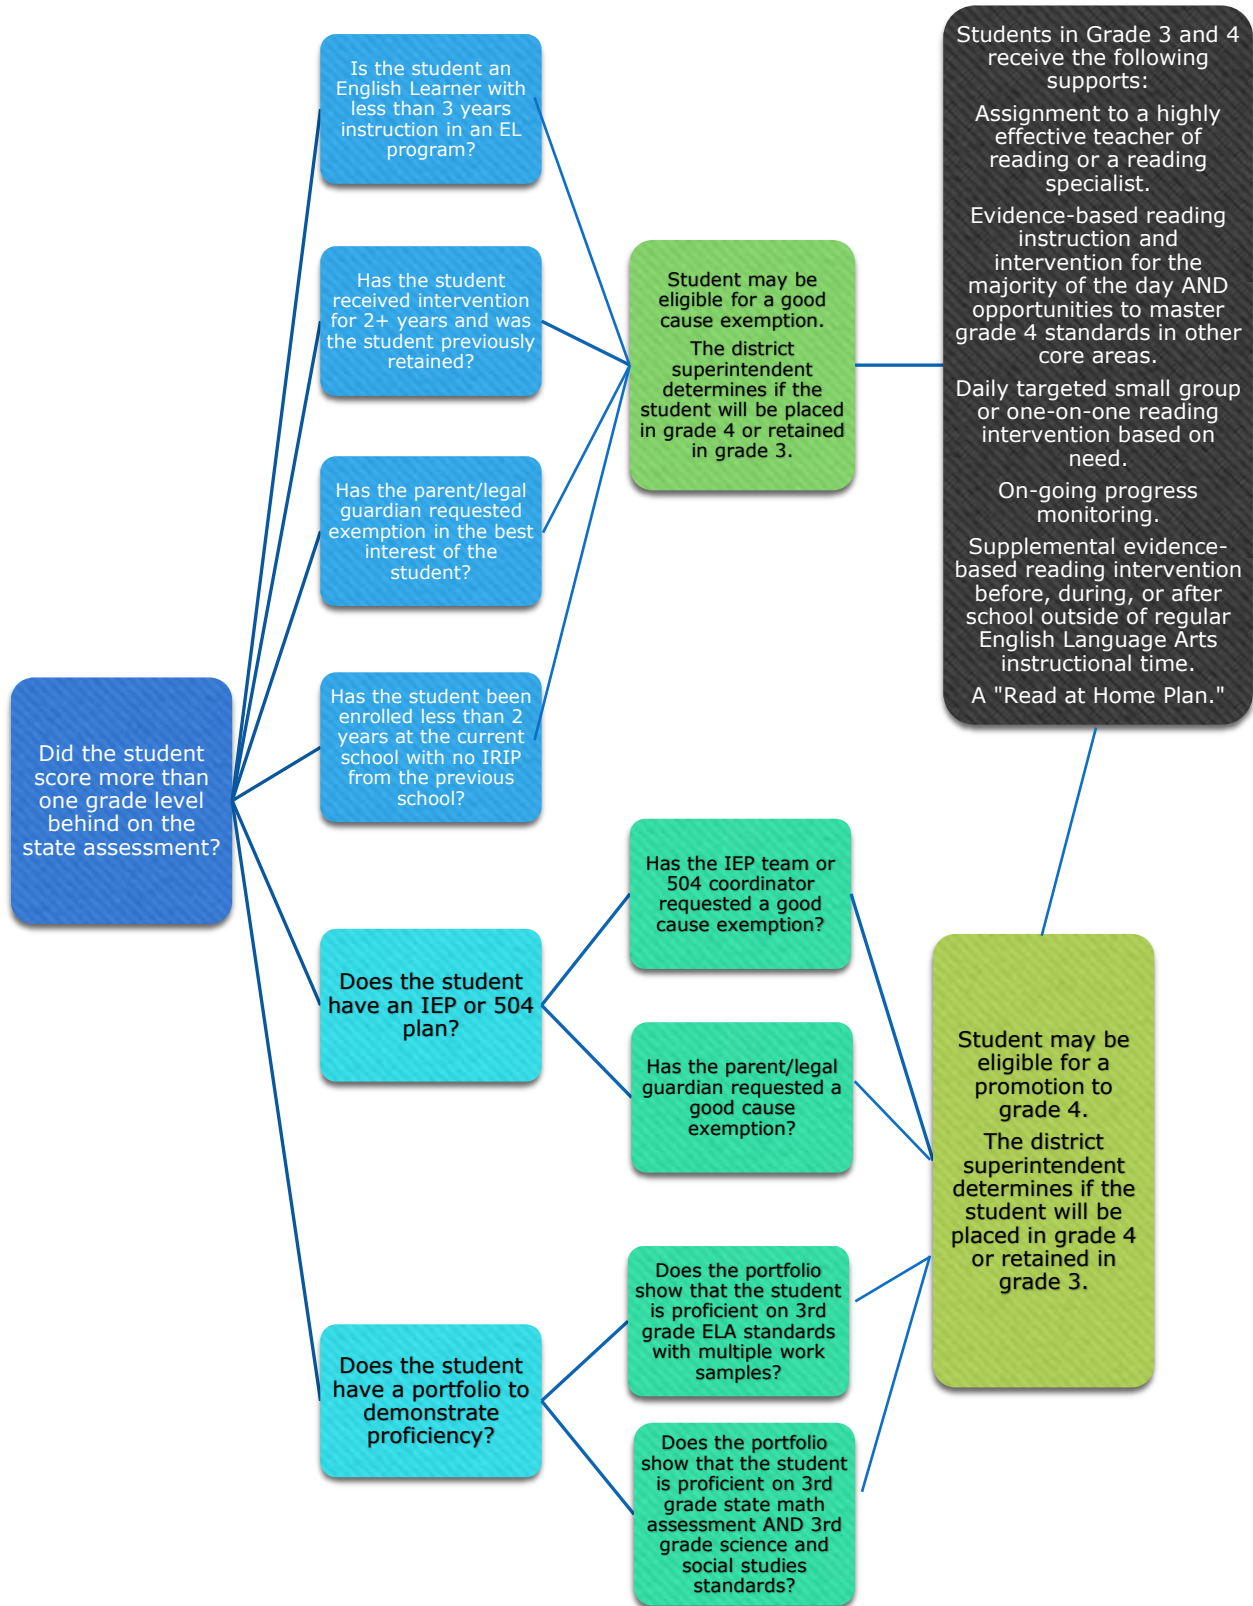 Did the student
score more than
one grade level
behind on the
state assessment?
Is the student an
English Learner with
less than 3 years
instruction in an EL
program?
Has the student
received intervention
for 2+ years and was
the student previously
retained?
Has the parent/legal
guardian requested
exemption in the best
interest of the
student?
Has the student been
enrolled less than 2
years at the current
school with no IRIP
from the previous
school?
Student may be
eligible for a good
cause exemption.
The district
superintendent
determines if the
student will be placed
in grade 4 or retained
in grade 3.
Students in Grade 3 and 4
receive the following
supports:
Assignment to a highly
effective teacher of
reading or a reading
specialist.
Evidence-based reading
instruction and
intervention for the
majority of the day AND
opportunities to master
grade 4 standards in other
core areas.
Daily targeted small group
or one-on-one reading
intervention based on
need.
On-going progress
monitoring.
Supplemental evidence-
based reading intervention
before, during, or after
school outside of regular
English Language Arts
instructional time.
A "Read at Home Plan."
Does the student
have an IEP or 504
plan?
Has the IEP team or
504 coordinator
requested a good
cause exemption?
Has the parent/legal
guardian requested a
good cause
exemption?
Does the student
have a portfolio to
demonstrate
proficiency?
Does the portfolio
show that the student
is proficient on 3rd
grade ELA standards
with multiple work
samples?
Does the portfolio
show that the student
is proficient on 3rd
grade state math
assessment AND 3rd
grade science and
social studies
standards?
Student may be
eligible for a
promotion to
grade 4.
The district
superintendent
determines if the
student will be
placed in grade 4
or retained in
grade 3.